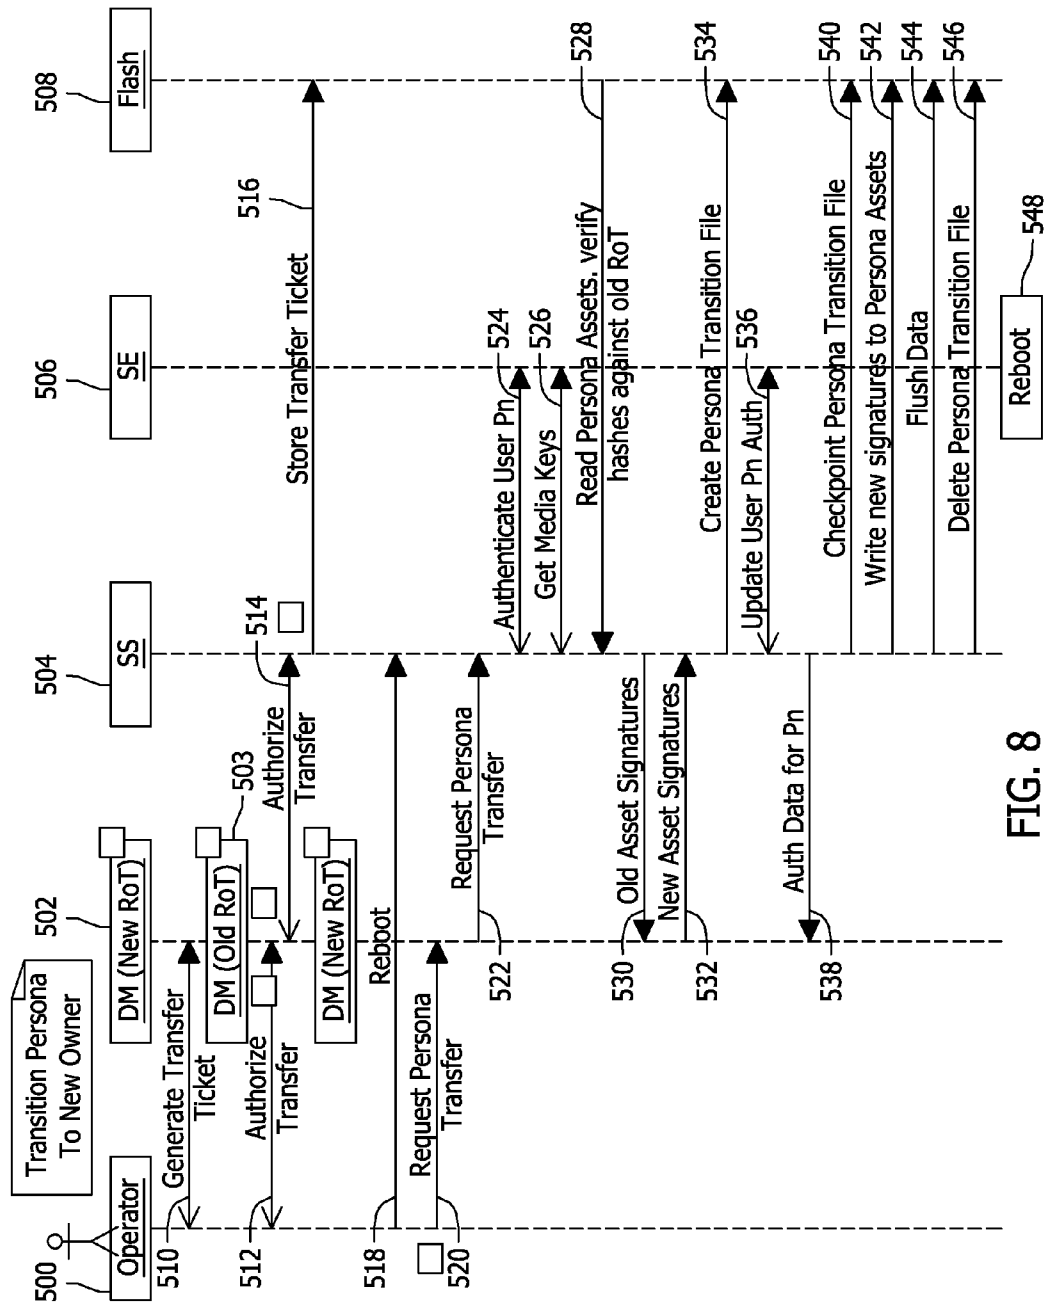 Transition Persona
To New Owner
500
Operator
502
DM (New RoT)
504
SS
506
SE
508
Flash
510
Generate Transfer
Ticket
DM (Old RoT)
503
512
Authorize
Transfer
514
Authorize
Transfer
516
Store Transfer Ticket
DM (New RoT)
518
Reboot
520
Request Persona
Transfer
522
Request Persona
Transfer
524
Authenticate User Pn
526
Get Media Keys
528
Read Persona Assets. verify
hashes against old RoT
530
Old Asset Signatures
532
New Asset Signatures
534
Create Persona Transition File
536
Update User Pn Auth
538
Auth Data for Pn
540
Checkpoint Persona Transition File
542
Write new signatures to Persona Assets
544
Flush Data
546
Delete Persona Transition File
Reboot
548
FIG. 8